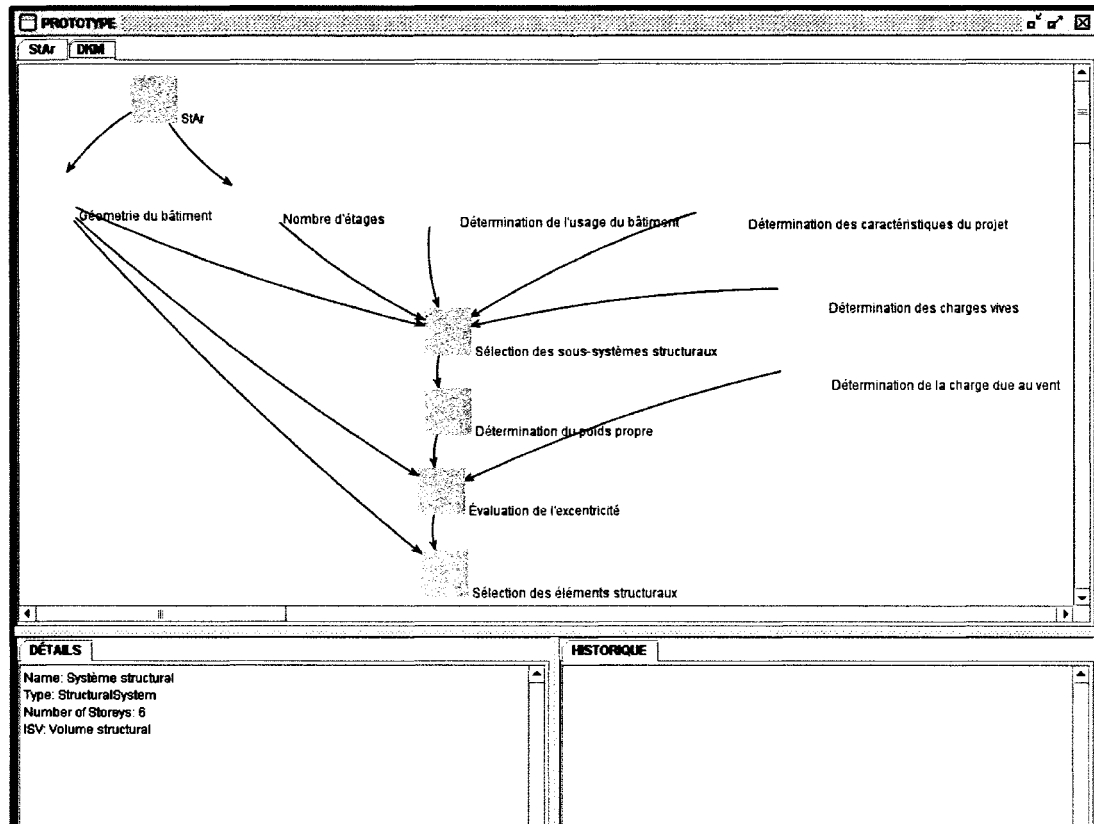 PROTOTYPE
StAr
DKM
StAr
Géometrie du bâtiment
Nombre d'étages
Détermination de l'usage du bâtiment
Détermination des caractéristiques du projet
Détermination des charges vives
Sélection des sous-systèmes structuraux
Détermination de la charge due au vent
Détermination du poids propre
Évaluation de l'excentricité
Sélection des éléments structuraux
DÉTAILS
Name: Système structural
Type: StructuralSystem
Number of Storeys: 6
ISV: Volume structural
HISTORIQUE